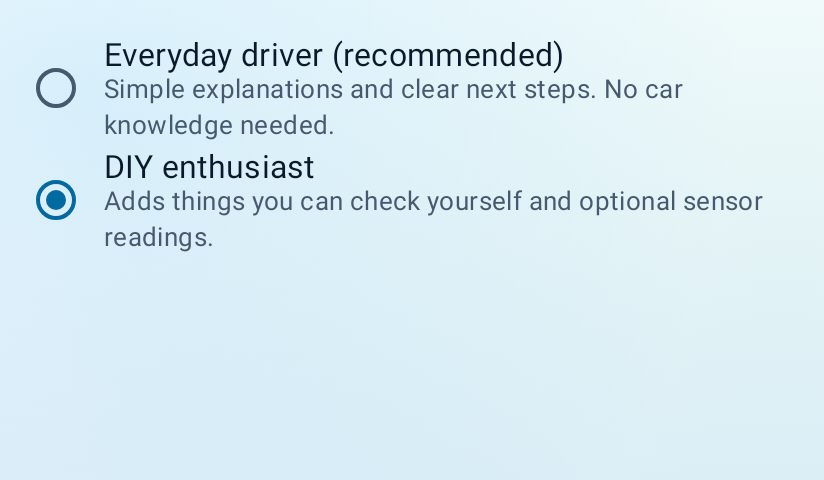 Everyday driver (recommended)
Simple explanations and clear next steps. No car
knowledge needed.
DIY enthusiast
Adds things you can check yourself and optional sensor
readings.